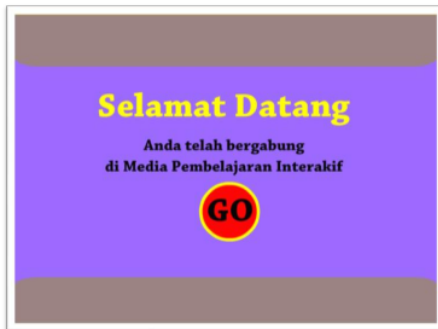 Selamat Datang
Anda telah bergabung
di Media Pembelajaran Interakif
GO